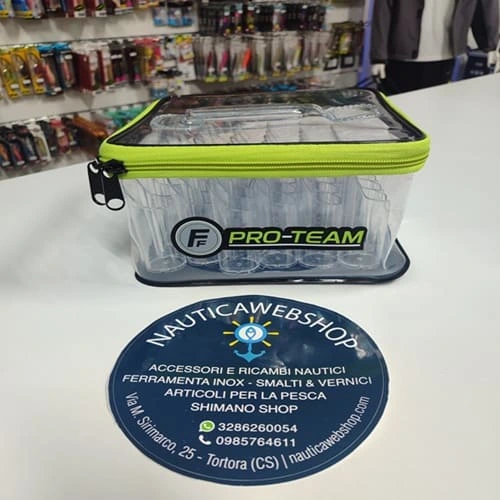 FF PRO-TEAM
NAUTICAWEBSHOP
ACCESSORI E RICAMBI NAUTICI
FERRAMENTA INOX - SMALTI & VERNICI
ARTICOLI PER LA PESCA
SHIMANO SHOP
3286260054
0985764611
Via M. Sirimarco, 25 - Tortora (CS) | nauticawebshop.com